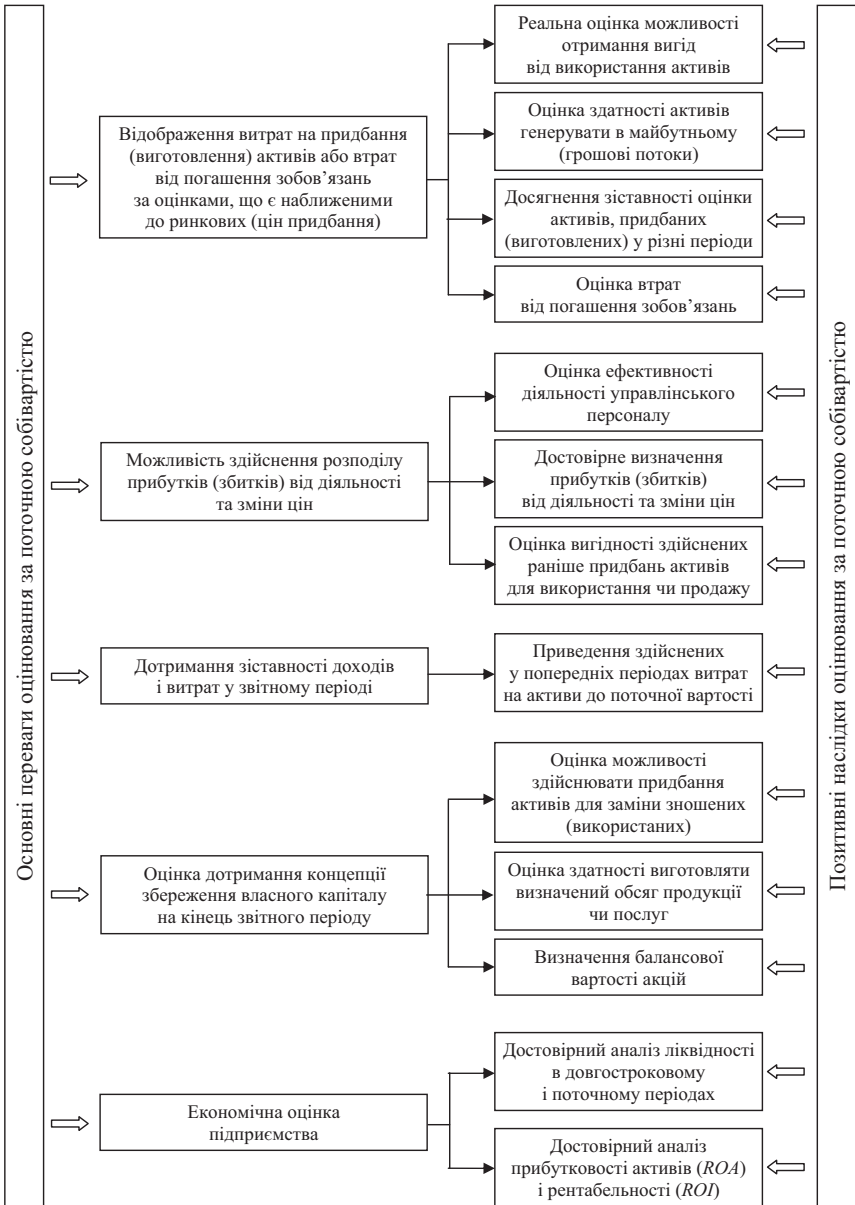 Основні переваги оцінювання за поточною собівартістю
Відображення витрат на придбання
(виготовлення) активів або втрат
від погашення зобов’язань
за оцінками, що є наближеними
до ринкових (цін придбання)
Реальна оцінка можливості
отримання вигід
від використання активів
Оцінка здатності активів
генерувати в майбутньому
(грошові потоки)
Досягнення зіставності оцінки
активів, придбаних
(виготовлених) у різні періоди
Оцінка втрат
від погашення зобов’язань
Можливість здійснення розподілу
прибутків (збитків) від діяльності
та зміни цін
Оцінка ефективності
діяльності управлінського
персоналу
Достовірне визначення
прибутків (збитків)
від діяльності та зміни цін
Оцінка вигідності здійснених
раніше придбань активів
для використання чи продажу
Дотримання зіставності доходів
і витрат у звітному періоді
Приведення здійснених
у попередніх періодах витрат
на активи до поточної вартості
Оцінка дотримання концепції
збереження власного капіталу
на кінець звітного періоду
Оцінка можливості
здійснювати придбання
активів для заміни зношених
(використаних)
Оцінка здатності виготовляти
визначений обсяг продукції
чи послуг
Визначення балансової
вартості акцій
Економічна оцінка
підприємства
Достовірний аналіз ліквідності
в довгостроковому
і поточному періодах
Достовірний аналіз
прибутковості активів (ROA)
і рентабельності (ROI)
Позитивні наслідки оцінювання за поточною собівартістю